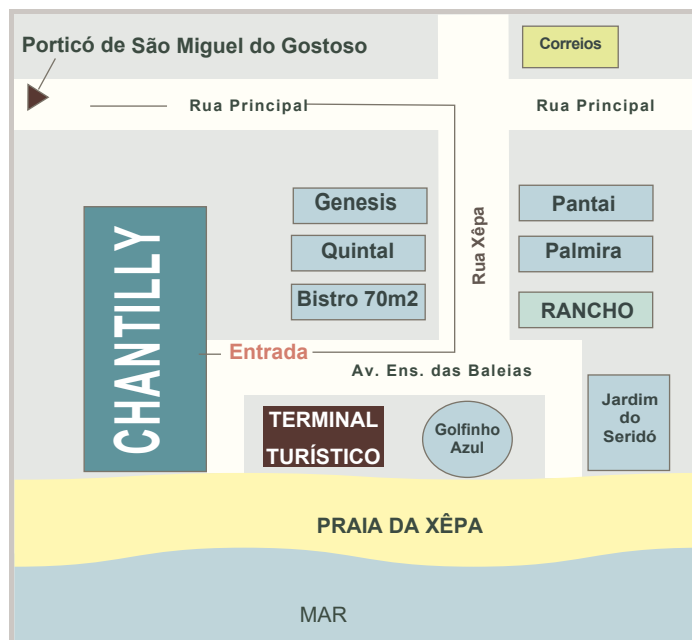 Porticó de São Miguel do Gostoso
Correios
Rua Principal
Rua Principal
Genesis
Pantai
Quintal
Palmira
Bistro 70m2
RANCHO
Rua Xêpa
CHANTILLY
Entrada
Av. Ens. das Baleias
TERMINAL
TURÍSTICO
Golfinho
Azul
Jardim
do
Seridó
PRAIA DA XÊPA
MAR